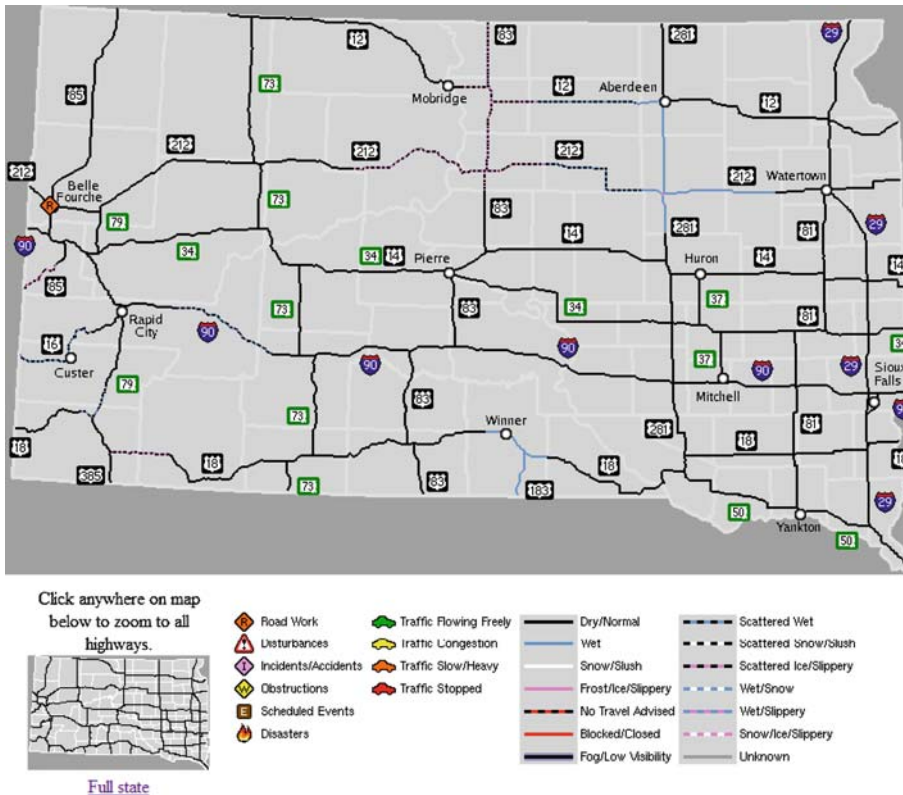 83
281
29
12
85
73
12
12
Mobridge
Aberdeen
12
212
212
212
212
212
Watertown
Belle
Fourche
79
73
83
281
81
29
90
34
34
14
14
14
14
Pierre
Huron
85
73
83
34
37
81
Rapid
City
90
16
Custer
90
90
37
90
29
34
Sioux
Falls
79
73
83
Mitchell
Winner
281
81
18
18
18
18
385
73
83
183
50
Yankton
29
50
Click anywhere on map
below to zoom to all
highways.
Full state
R Road Work
Disturbances
I Incidents/Accidents
W Obstructions
E Scheduled Events
Disasters
Traffic Flowing Freely
Traffic Congestion
Traffic Slow/Heavy
Traffic Stopped
Dry/Normal
Wet
Snow/Slush
Frost/Ice/Slippery
No Travel Advised
Blocked/Closed
Fog/Low Visibility
Scattered Wet
Scattered Snow/Slush
Scattered Ice/Slippery
Wet/Snow
Wet/Slippery
Snow/Ice/Slippery
Unknown